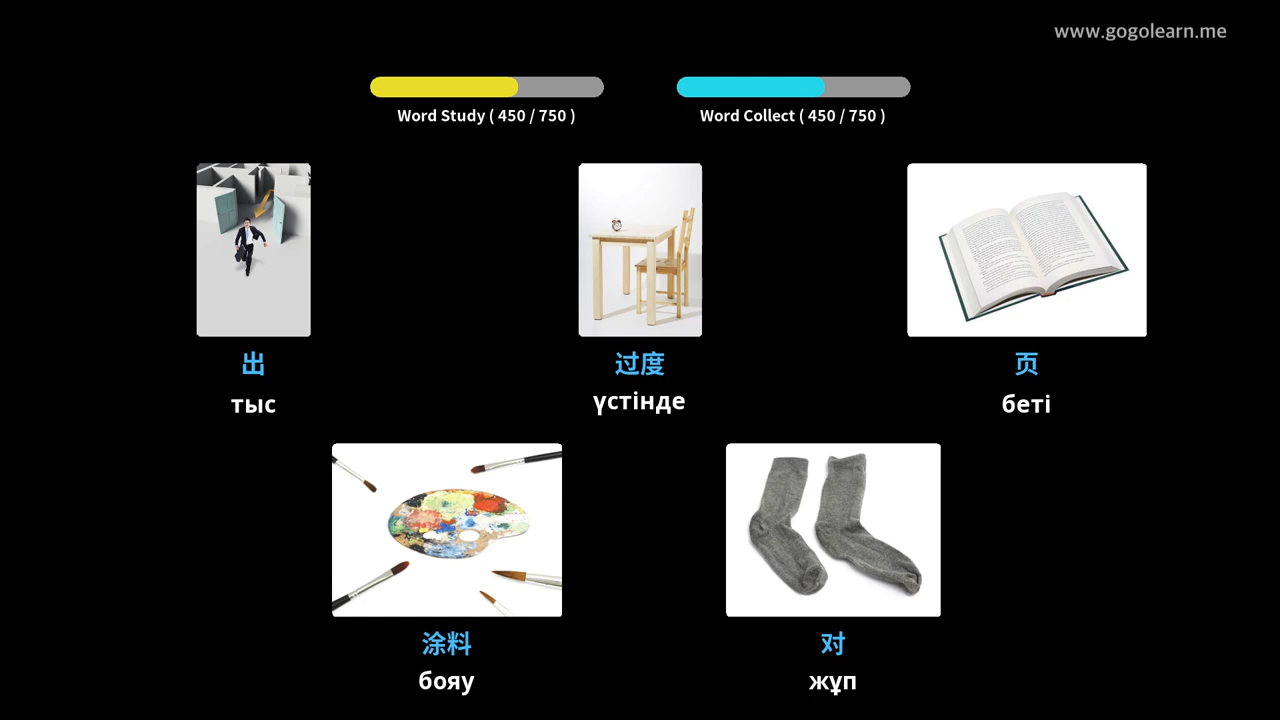 www.gogolearn.me
Word Study ( 450 / 750 )
Word Collect ( 450 / 750 )
出
тыс
过度
үстінде
页
беті
涂料
бояу
对
жұп